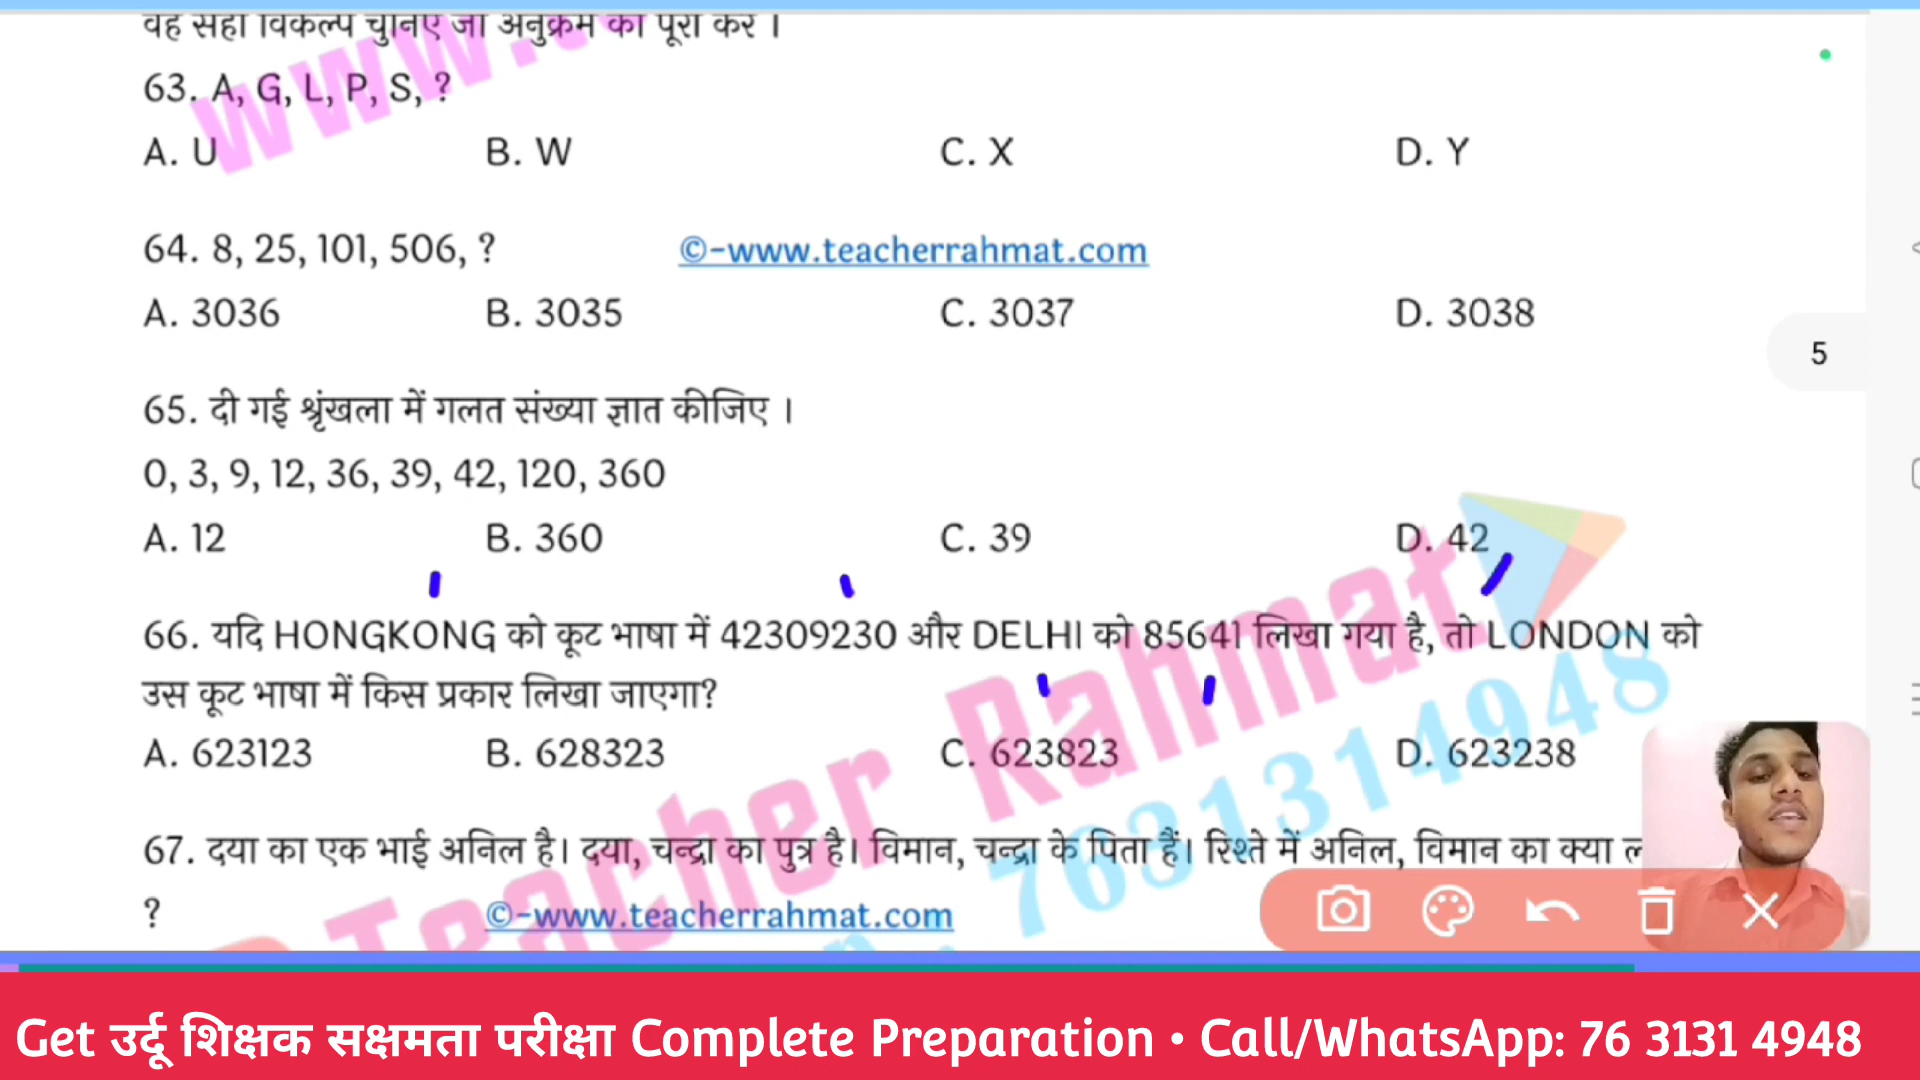 वह सही विकल्प चुनिए जो अनुक्रम को पूरा करे ।
63. A, G, L, P, S, ?
A. U B. W C. X D. Y
64. 8, 25, 101, 506, ? ©-www.teacherrahmat.com
A. 3036 B. 3035 C. 3037 D. 3038
5
65. दी गई श्रृंखला में गलत संख्या ज्ञात कीजिए ।
0, 3, 9, 12, 36, 39, 42, 120, 360
A. 12 B. 360 C. 39 D. 42
66. यदि HONGKONG को कूट भाषा में 42309230 और DELHI को 85641 लिखा गया है, तो LONDON को
उस कूट भाषा में किस प्रकार लिखा जाएगा?
A. 623123 B. 628323 C. 623823 D. 623238
67. दया का एक भाई अनिल है। दया, चन्द्रा का पुत्र है। विमान, चन्द्रा के पिता हैं। रिश्ते में अनिल, विमान का क्या
? ©-www.teacherrahmat.com
www.
Teacher Rahmat
7631314948
Get उर्दू शिक्षक सक्षमता परीक्षा Complete Preparation • Call/WhatsApp: 76 3131 4948